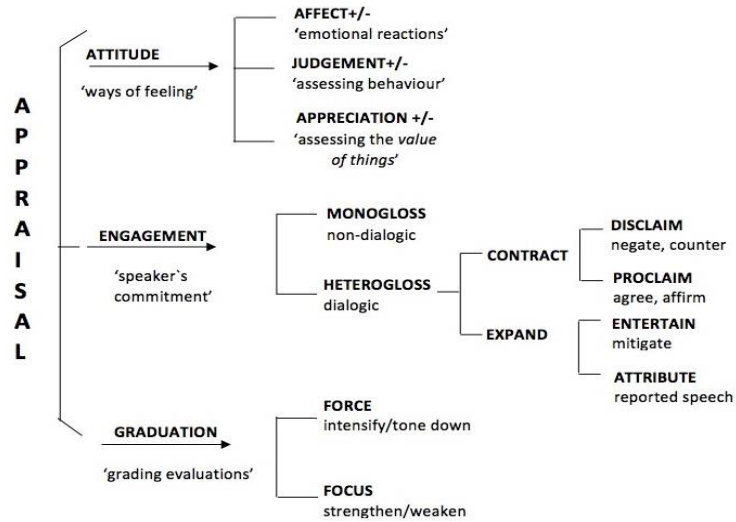 APPRAISAL
ATTITUDE
‘ways of feeling’
AFFECT+/-
‘emotional reactions’
JUDGEMENT+/-
‘assessing behaviour’
APPRECIATION +/-
‘assessing the value
of things’
ENGAGEMENT
‘speaker`s
commitment’
MONOGLOSS
non-dialogic
HETEROGLOSS
dialogic
CONTRACT
DISCLAIM
negate, counter
PROCLAIM
agree, affirm
EXPAND
ENTERTAIN
mitigate
ATTRIBUTE
reported speech
GRADUATION
‘grading evaluations’
FORCE
intensify/tone down
FOCUS
strengthen/weaken